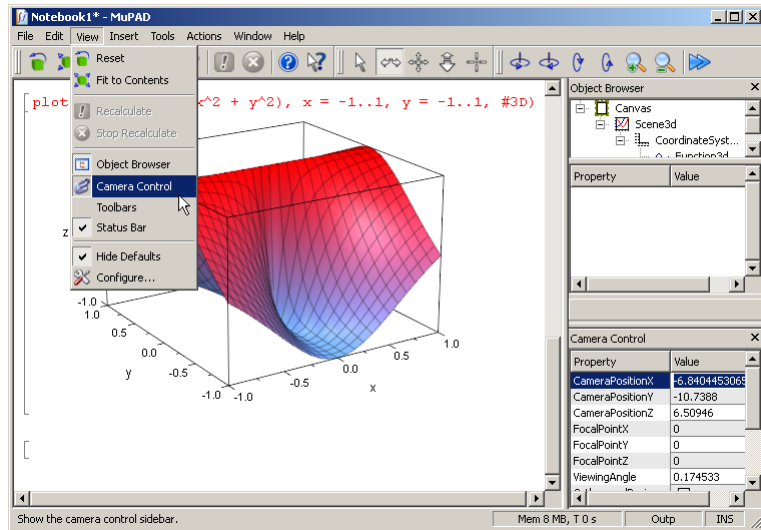 Notebook1* - MuPAD
File Edit View Insert Tools Actions Window Help
Reset
Fit to Contents
Recalculate
Stop Recalculate
Object Browser
Camera Control
Toolbars
Status Bar
Hide Defaults
Configure...
plot
x^2 + y^2), x = -1..1, y = -1..1, #3D)
z
-1.0
1.0
0.5
0.0
-0.5
-1.0
y
-1.0
-0.5
0.0
0.5
1.0
x
Object Browser
Canvas
Scene3d
CoordinateSyst...
Function3d
Property Value
Camera Control
Property Value
CameraPositionX -6.8404453065
CameraPositionY -10.7388
CameraPositionZ 6.50946
FocalPointX 0
FocalPointY 0
FocalPointZ 0
ViewingAngle 0.174533
Show the camera control sidebar.
Mem 8 MB, T 0 s Outp INS